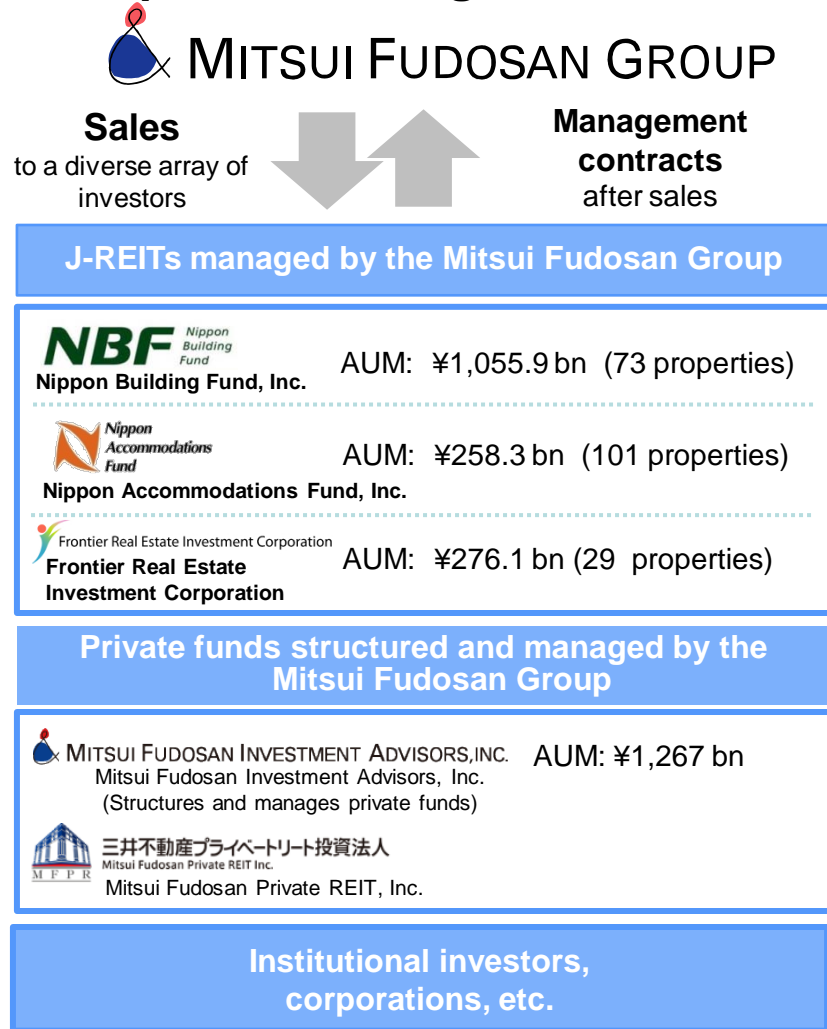 MITSUI FUDOSAN GROUP
Sales
to a diverse array of
investors
Management
contracts
after sales
J-REITs managed by the Mitsui Fudosan Group
NBF Nippon
Building
Fund
Nippon Building Fund, Inc.
AUM: ¥1,055.9 bn (73 properties)
Nippon
Accommodations
Fund
Nippon Accommodations Fund, Inc.
AUM: ¥258.3 bn (101 properties)
Frontier Real Estate Investment Corporation
Frontier Real Estate
Investment Corporation
AUM: ¥276.1 bn (29 properties)
Private funds structured and managed by the
Mitsui Fudosan Group
MITSUI FUDOSAN INVESTMENT ADVISORS,INC.
AUM: ¥1,267 bn
Mitsui Fudosan Investment Advisors, Inc.
(Structures and manages private funds)
三井不動産プライベートリート投資法人
Mitsui Fudosan Private REIT Inc.
MFPR
Mitsui Fudosan Private REIT, Inc.
Institutional investors,
corporations, etc.